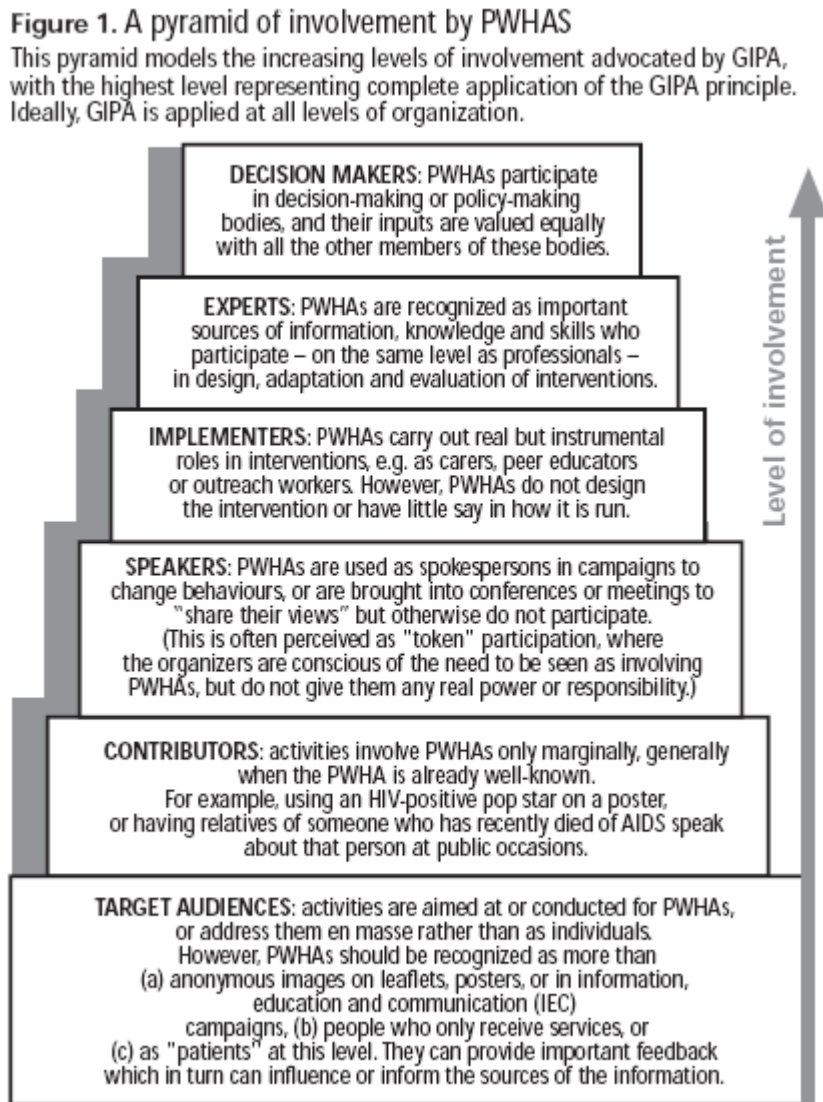 Figure 1. A pyramid of involvement by PWHAS
This pyramid models the increasing levels of involvement advocated by GIPA,
with the highest level representing complete application of the GIPA principle.
Ideally, GIPA is applied at all levels of organization.
DECISION MAKERS: PWHAs participate
in decision-making or policy-making
bodies, and their inputs are valued equally
with all the other members of these bodies.
EXPERTS: PWHAs are recognized as important
sources of information, knowledge and skills who
participate – on the same level as professionals –
in design, adaptation and evaluation of interventions.
IMPLEMENTERS: PWHAs carry out real but instrumental
roles in interventions, e.g. as carers, peer educators
or outreach workers. However, PWHAs do not design
the intervention or have little say in how it is run.
SPEAKERS: PWHAs are used as spokespersons in campaigns to
change behaviours, or are brought into conferences or meetings to
“share their views” but otherwise do not participate.
(This is often perceived as "token" participation, where
the organizers are conscious of the need to be seen as involving
PWHAs, but do not give them any real power or responsibility.)
CONTRIBUTORS: activities involve PWHAs only marginally, generally
when the PWHA is already well-known.
For example, using an HIV-positive pop star on a poster,
or having relatives of someone who has recently died of AIDS speak
about that person at public occasions.
TARGET AUDIENCES: activities are aimed at or conducted for PWHAs,
or address them en masse rather than as individuals.
However, PWHAs should be recognized as more than
(a) anonymous images on leaflets, posters, or in information,
education and communication (IEC)
campaigns, (b) people who only receive services, or
(c) as "patients" at this level. They can provide important feedback
which in turn can influence or inform the sources of the information.
Level of involvement